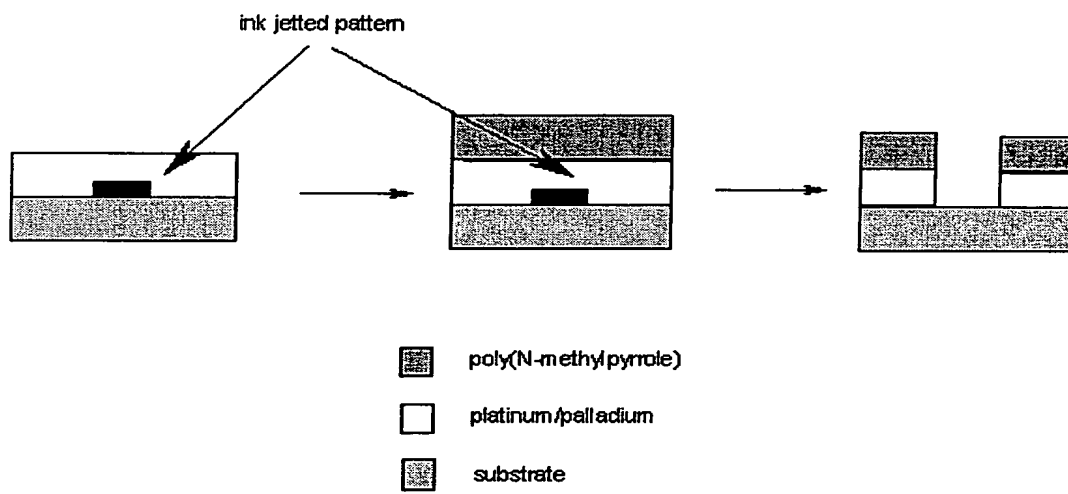 ink jetted pattern
poly(N-methylpyrrole)
platinum/palladium
substrate